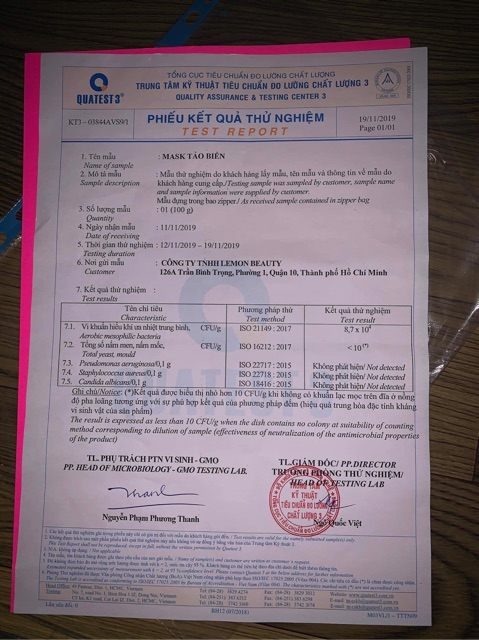 TỔNG CỤC TIÊU CHUẨN ĐO LƯỜNG CHẤT LƯỢNG
TRUNG TÂM KỸ THUẬT TIÊU CHUẨN ĐO LƯỜNG CHẤT LƯỢNG 3
QUALITY ASSURANCE & TESTING CENTER 3
QUATEST 3®
KT3 - 03844AVS9/1
PHIẾU KẾT QUẢ THỬ NGHIỆM
TEST REPORT
19/11/2019
Page 01/01
1. Tên mẫu : MASK TẢO BIỂN
Name of sample
2. Mô tả mẫu : Mẫu thử nghiệm do khách hàng lấy mẫu, tên mẫu và thông tin về mẫu do
Sample description khách hàng cung cấp./Testing sample was sampled by customer, sample name
and sample information were supplied by customer.
Mẫu đựng trong bao zipper./ As received sample contained in zipper bag
3. Số lượng mẫu : 01 (100 g)
Quantity
4. Ngày nhận mẫu : 11/11/2019
Date of receiving
5. Thời gian thử nghiệm : 12/11/2019 – 19/11/2019
Testing duration
6. Nơi gửi mẫu : CÔNG TY TNHH LEMON BEAUTY
Customer 126A Trần Bình Trọng, Phường 1, Quận 10, Thành phố Hồ Chí Minh
7. Kết quả thử nghiệm :
Test results
Tên chỉ tiêu Phương pháp thử Kết quả thử nghiệm
Characteristic Test method Test result
7.1. Vi khuẩn hiếu khí ưa nhiệt trung bình, CFU/g ISO 21149 : 2017 8,7 x 10⁴
Aerobic mesophilic bacteria
7.2. Tổng số nấm men, nấm mốc, CFU/g ISO 16212 : 2017 < 10 (*)
Total yeast, mould
7.3. Pseudomonas aeruginosa/0,1 g ISO 22717 : 2015 Không phát hiện/ Not detected
7.4. Staphylococcus aureus/0,1 g ISO 22718 : 2015 Không phát hiện/ Not detected
7.5. Candida albicans/0,1 g ISO 18416 : 2015 Không phát hiện/ Not detected
Ghi chú/Notice: (*)Kết quả được biểu thị nhỏ hơn 10 CFU/g khi không có khuẩn lạc mọc trên đĩa ở nồng
độ pha loãng tương ứng với sự phù hợp kết quả của phương pháp đếm (hiệu quả trung hòa đặc tính kháng
vi sinh vật của sản phẩm)
The result is expressed as less than 10 CFU/g when the dish contains no colony at suitability of counting
method corresponding to dilution of sample (effectiveness of neutralization of the antimicrobial properties
of the product)
TL. PHỤ TRÁCH PTN VI SINH - GMO
PP. HEAD OF MICROBIOLOGY - GMO TESTING LAB.
Thanh
Nguyễn Phạm Phương Thanh
TL.GIÁM ĐỐC/ PP.DIRECTOR
TRƯỞNG PHÒNG THỬ NGHIỆM/
HEAD OF TESTING LAB
TRUNG TÂM
KỸ THUẬT
TIÊU CHUẨN ĐO LƯỜNG
CHẤT LƯỢNG 3
Ngô Quốc Việt